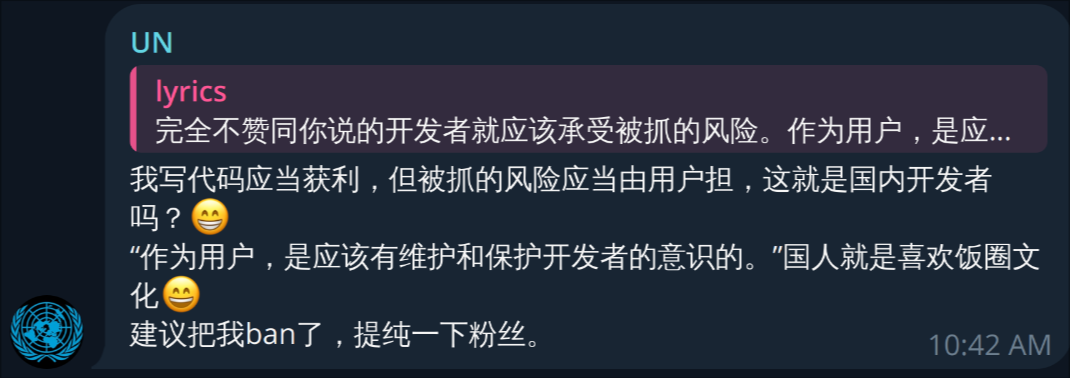 UN
lyrics
完全不赞同你说的开发者就应该承受被抓的风险。作为用户，是应...
我写代码应当获利，但被抓的风险应当由用户担，这就是国内开发者
吗？😁
“作为用户，是应该有维护和保护开发者的意识的。”国人就是喜欢饭圈文
化😄
建议把我ban了，提纯一下粉丝。
10:42 AM